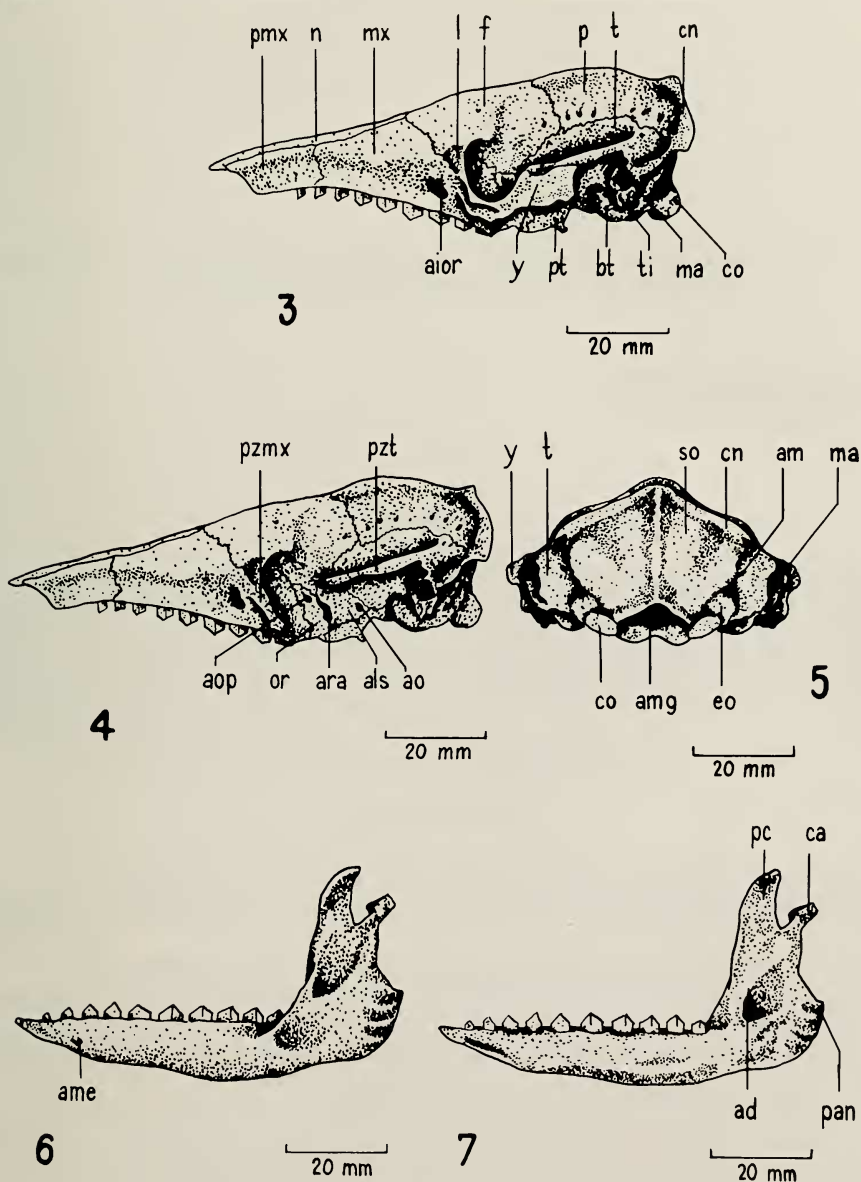 pmx n mx l f p t cn
aior y pt bt ti ma co
3
20 mm
pzmx pzt
aop or ara als ao
4
20 mm
y t so cn am ma
co amg eo
5
20 mm
ame
6
20 mm
pc ca
ad pan
7
20 mm